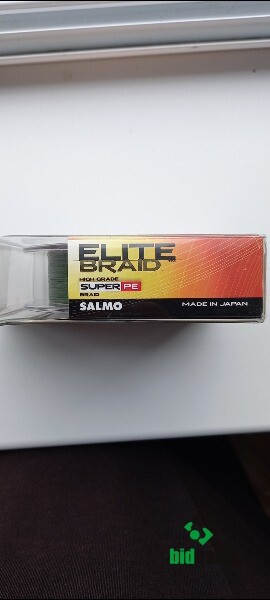 ELITE
BRAID
HIGH GRADE
SUPER PE
BRAID
SALMO MADE IN JAPAN
bid